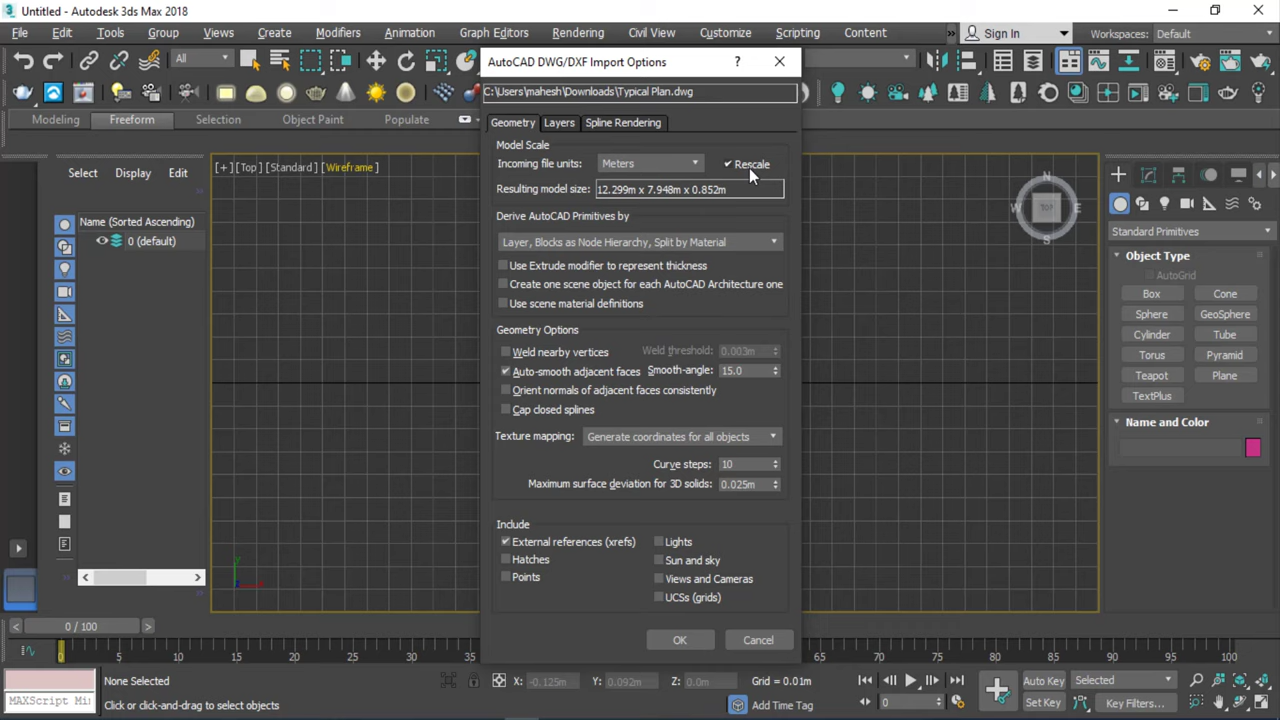 Untitled - Autodesk 3ds Max 2018
File Edit Tools Group Views Create Modifiers Animation Graph Editors Rendering Civil View Customize Scripting Content Sign In Workspaces: Default
All
AutoCAD DWG/DXF Import Options ?
C:\Users\mahesh\Downloads\Typical Plan.dwg
Modeling Freeform Selection Object Paint Populate
Geometry Layers Spline Rendering
Model Scale
Incoming file units: Meters Rescale
Resulting model size: 12.299m x 7.948m x 0.852m
Derive AutoCAD Primitives by
Layer, Blocks as Node Hierarchy, Split by Material
Use Extrude modifier to represent thickness
Create one scene object for each AutoCAD Architecture one
Use scene material definitions
Geometry Options
Weld nearby vertices Weld threshold: 0.003m
Auto-smooth adjacent faces Smooth-angle: 15.0
Orient normals of adjacent faces consistently
Cap closed splines
Texture mapping: Generate coordinates for all objects
Curve steps: 10
Maximum surface deviation for 3D solids: 0.025m
Include
External references (xrefs) Lights
Hatches Sun and sky
Points Views and Cameras
UCSs (grids)
OK Cancel
[+] [Top] [Standard] [Wireframe]
Select Display Edit
Name (Sorted Ascending)
0 (default)
N
W TOP E
S
Standard Primitives
Object Type
AutoGrid
Box Cone
Sphere GeoSphere
Cylinder Tube
Torus Pyramid
Teapot Plane
TextPlus
Name and Color
Y
< 0 / 100 >
0 5 10 15 20 25 30 35 40 45 65 70 75 80 85 90 95 100
None Selected X: -0.125m Y: 0.092m Z: 0.0m Grid = 0.01m Auto Key Selected
MAXScript Mi Click or click-and-drag to select objects Add Time Tag 0 Set Key Key Filters...